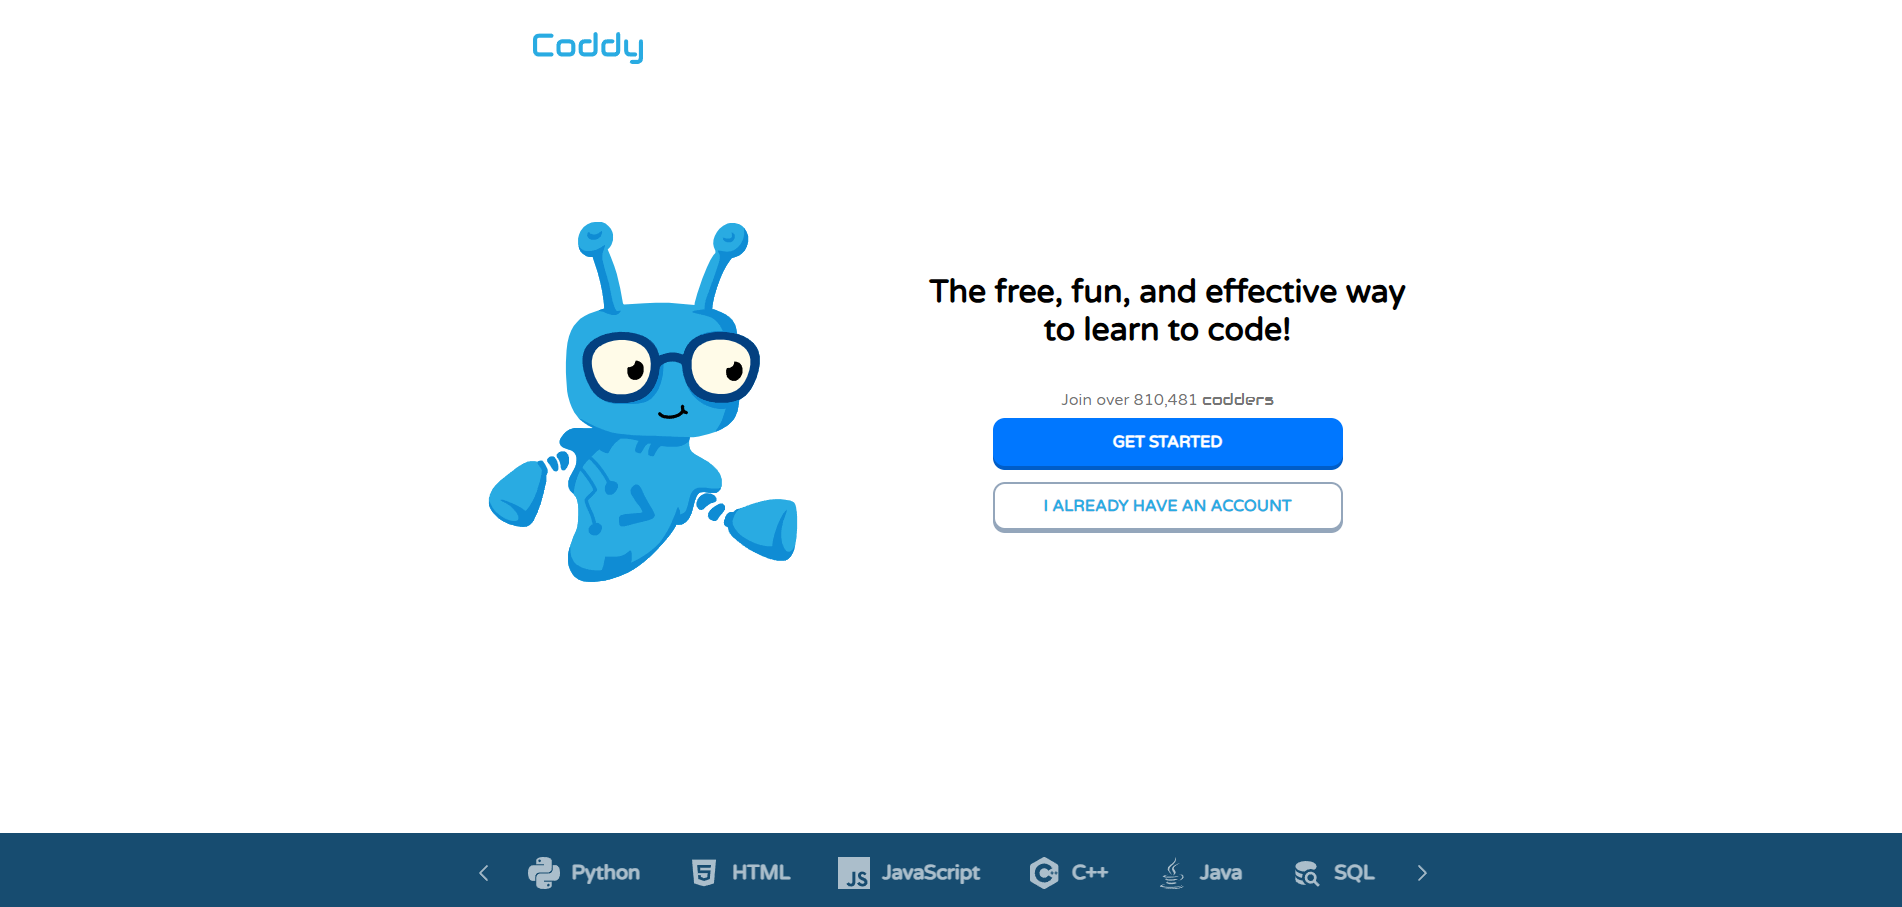 Coddy
The free, fun, and effective way
to learn to code!
Join over 810,481 codders
GET STARTED
I ALREADY HAVE AN ACCOUNT
Python HTML JS JavaScript C++ Java SQL